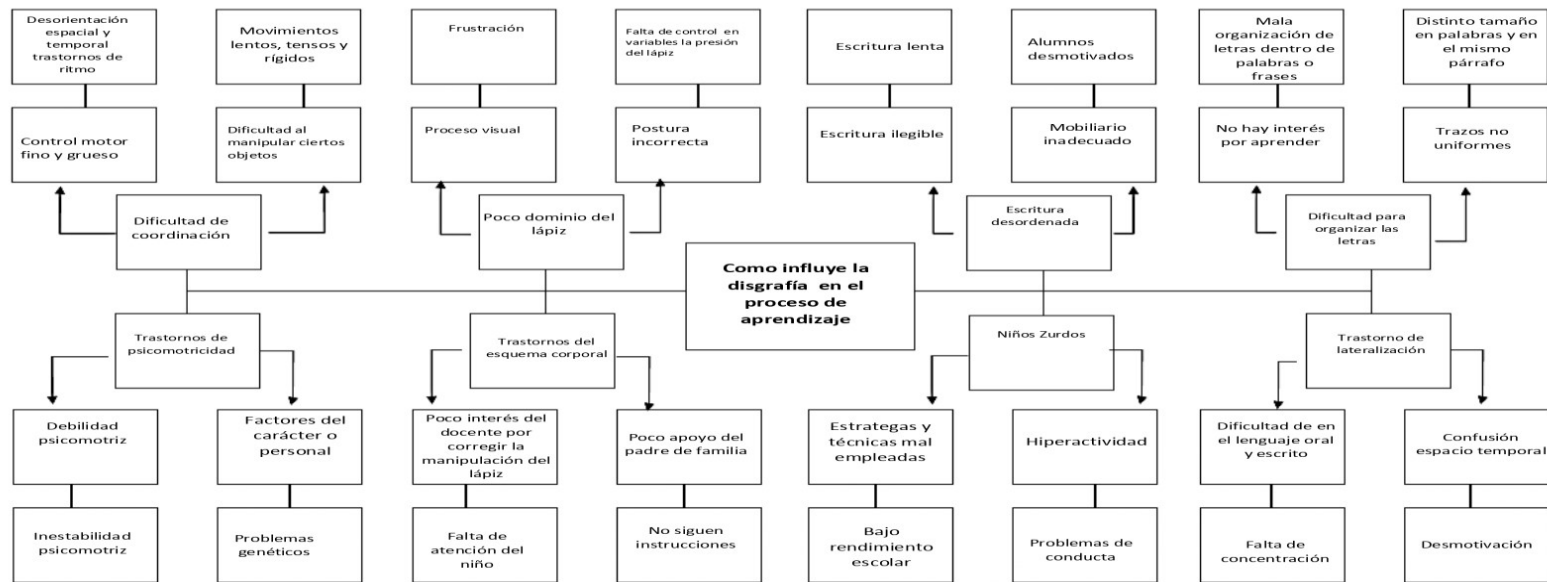 Desorientación
espacial y
temporal
trastornos de
ritmo
Movimientos
lentos, tensos y
rígidos
Frustración
Falta de control en
variables la presión del
lápiz
Escritura lenta
Alumnos
desmotivados
Mala
organización de
letras dentro de
palabras o
frases
Distinto tamaño
en palabras y en
el mismo
párrafo
Control motor
fino y grueso
Dificultad al
manipular ciertos
objetos
Proceso visual
Postura
incorrecta
Escritura ilegible
Mobiliario
inadecuado
No hay interés
por aprender
Trazos no
uniformes
Dificultad de
coordinación
Poco dominio del
lápiz
Escritura
desordenada
Dificultad para
organizar las
letras
Como influye la
disgrafía en el
proceso de
aprendizaje
Trastornos de
psicomotricidad
Trastornos del
esquema corporal
Niños Zurdos
Trastorno de
lateralización
Debilidad
psicomotriz
Factores del
carácter o
personal
Poco interés del
docente por
corregir la
manipulación del
lápiz
Poco apoyo del
padre de familia
Estrategas y
técnicas mal
empleadas
Hiperactividad
Dificultad de en
el lenguaje oral
y escrito
Confusión
espacio temporal
Inestabilidad
psicomotriz
Problemas
genéticos
Falta de
atención del
niño
No siguen
instrucciones
Bajo
rendimiento
escolar
Problemas de
conducta
Falta de
concentración
Desmotivación